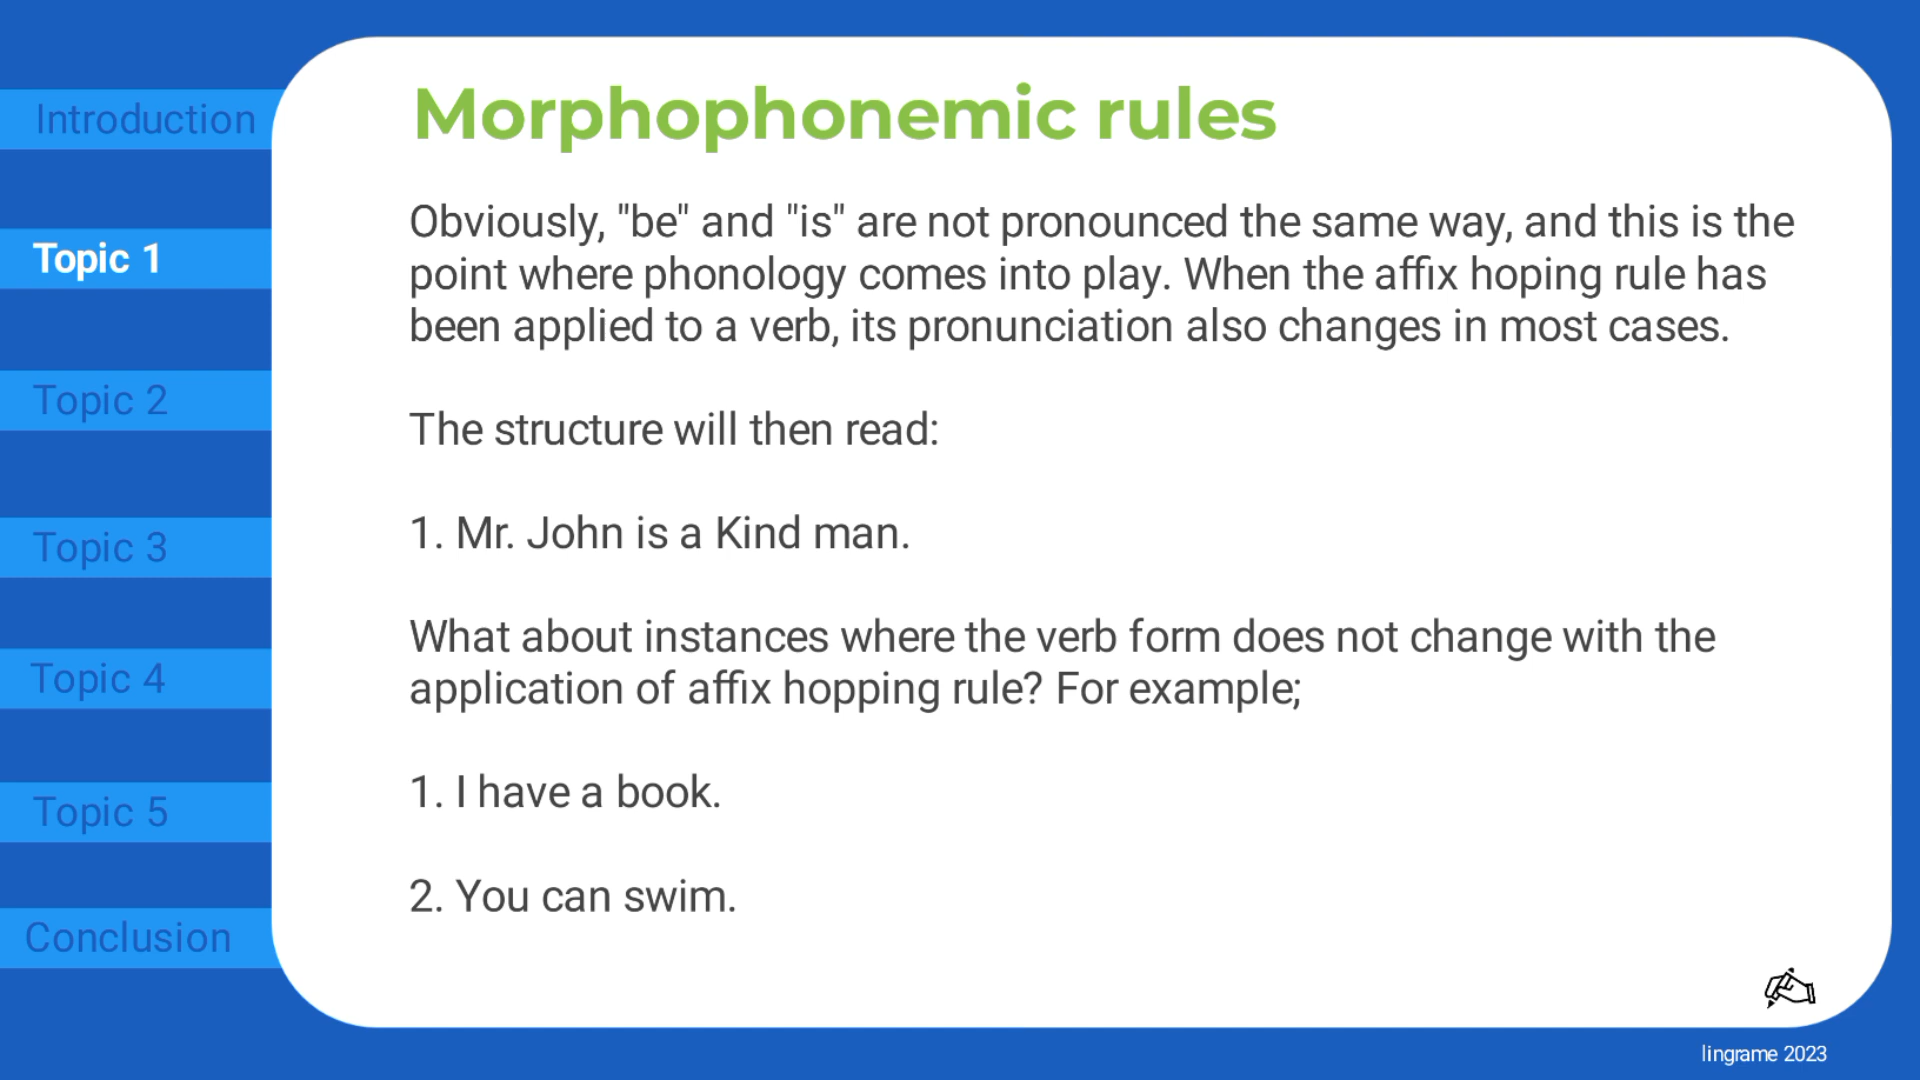 Introduction
Topic 1
Topic 2
Topic 3
Topic 4
Topic 5
Conclusion
Morphophonemic rules
Obviously, "be" and "is" are not pronounced the same way, and this is the
point where phonology comes into play. When the affix hoping rule has
been applied to a verb, its pronunciation also changes in most cases.
The structure will then read:
1. Mr. John is a Kind man.
What about instances where the verb form does not change with the
application of affix hopping rule? For example;
1. I have a book.
2. You can swim.
lingrame 2023